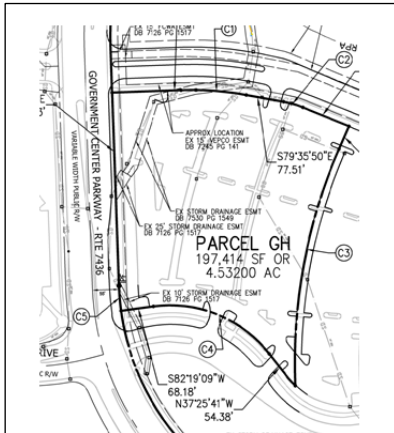 EX 15' FCWA ESMT
DB 7126 PG 1517
C1
C2
RPA
GOVERNMENT CENTER PARKWAY - RTE 7436
VARIABLE WIDTH PUBLIC R/W
APPROX LOCATION
EX 15' VEPCO ESMT
DB 7245 PG 141
S79°35'50"E
77.51'
EX STORM DRAINAGE ESMT
DB 7530 PG 1549
EX 25' STORM DRAINAGE ESMT
DB 7126 PG 1517
PARCEL GH
197,414 SF OR
4.53200 AC
C3
EX 10' STORM DRAINAGE ESMT
DB 7126 PG 1517
C5
C4
IVE
C R/W
S82°19'09"W
68.18'
N37°25'41"W
54.38'